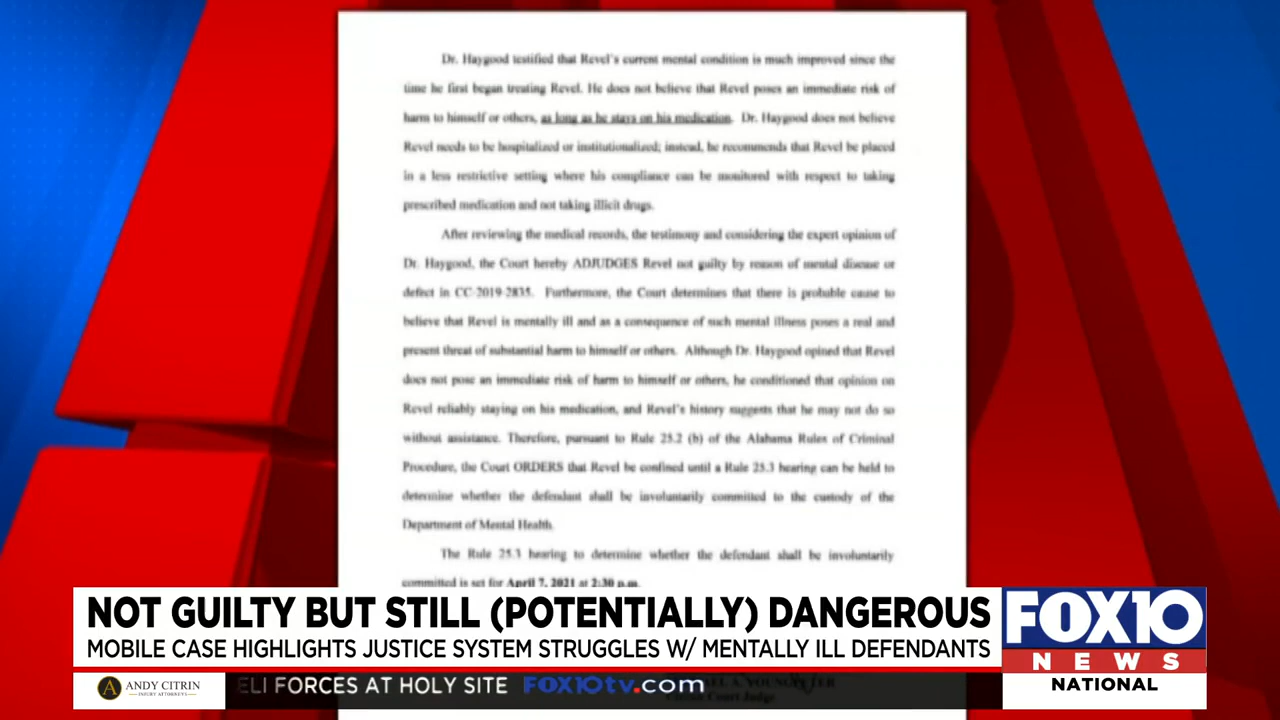 Dr. Haygood testified that Revel's current mental condition is much improved since the
time he first began treating Revel. He does not believe that Revel poses an immediate risk of
harm to himself or others, as long as he stays on his medication. Dr. Haygood does not believe
Revel needs to be hospitalized or institutionalized; instead, he recommends that Revel be placed
in a less restrictive setting where his compliance can be monitored with respect to taking
prescribed medication and not taking illicit drugs.
After reviewing the medical records, the testimony and considering the expert opinion of
Dr. Haygood, the Court hereby ADJUDGES Revel not guilty by reason of mental disease or
defect in CC-2019-2835. Furthermore, the Court determines that there is probable cause to
believe that Revel is mentally ill and as a consequence of such mental illness poses a real and
present threat of substantial harm to himself or others. Although Dr. Haygood opined that Revel
does not pose an immediate risk of harm to himself or others, he conditioned that opinion on
Revel reliably staying on his medication, and Revel's history suggests that he may not do so
without assistance. Therefore, pursuant to Rule 25.2 (b) of the Alabama Rules of Criminal
Procedure, the Court ORDERS that Revel be confined until a Rule 25.3 hearing can be held to
determine whether the defendant shall be involuntarily committed to the custody of the
Department of Mental Health.
The Rule 25.3 hearing to determine whether the defendant shall be involuntarily
committed is set for April 7, 2021 at 2:30 p.m.
NOT GUILTY BUT STILL (POTENTIALLY) DANGEROUS
MOBILE CASE HIGHLIGHTS JUSTICE SYSTEM STRUGGLES W/ MENTALLY ILL DEFENDANTS
FOX10
NEWS
NATIONAL
A ANDY CITRIN
INJURY ATTORNEYS
ELI FORCES AT HOLY SITE FOX10tv.com
Court Judge